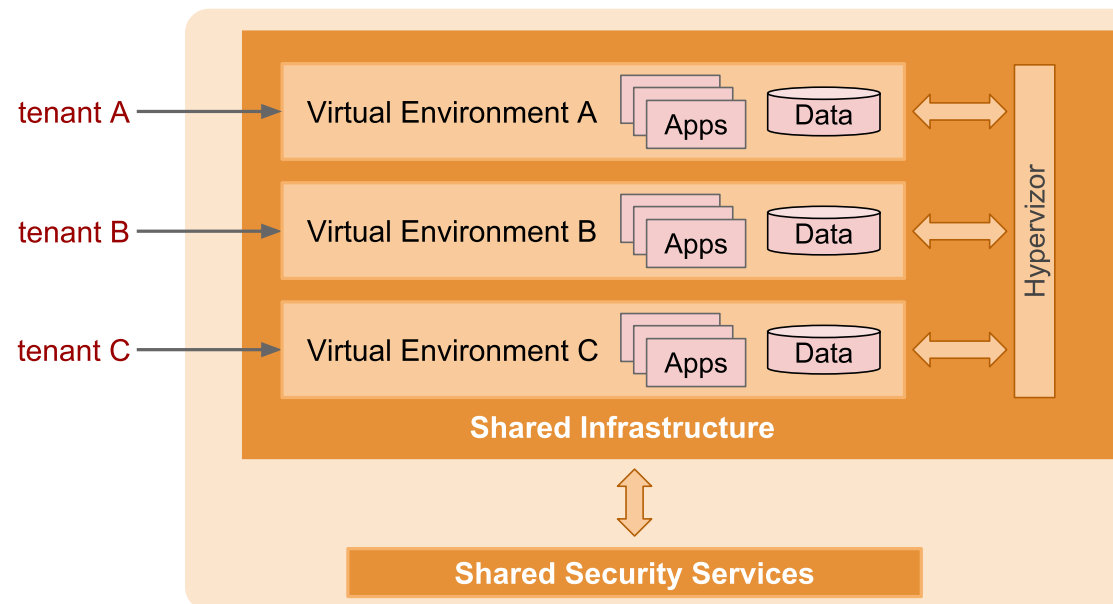 tenant A
Virtual Environment A
Apps
Data
tenant B
Virtual Environment B
Apps
Data
tenant C
Virtual Environment C
Apps
Data
Hypervizor
Shared Infrastructure
Shared Security Services